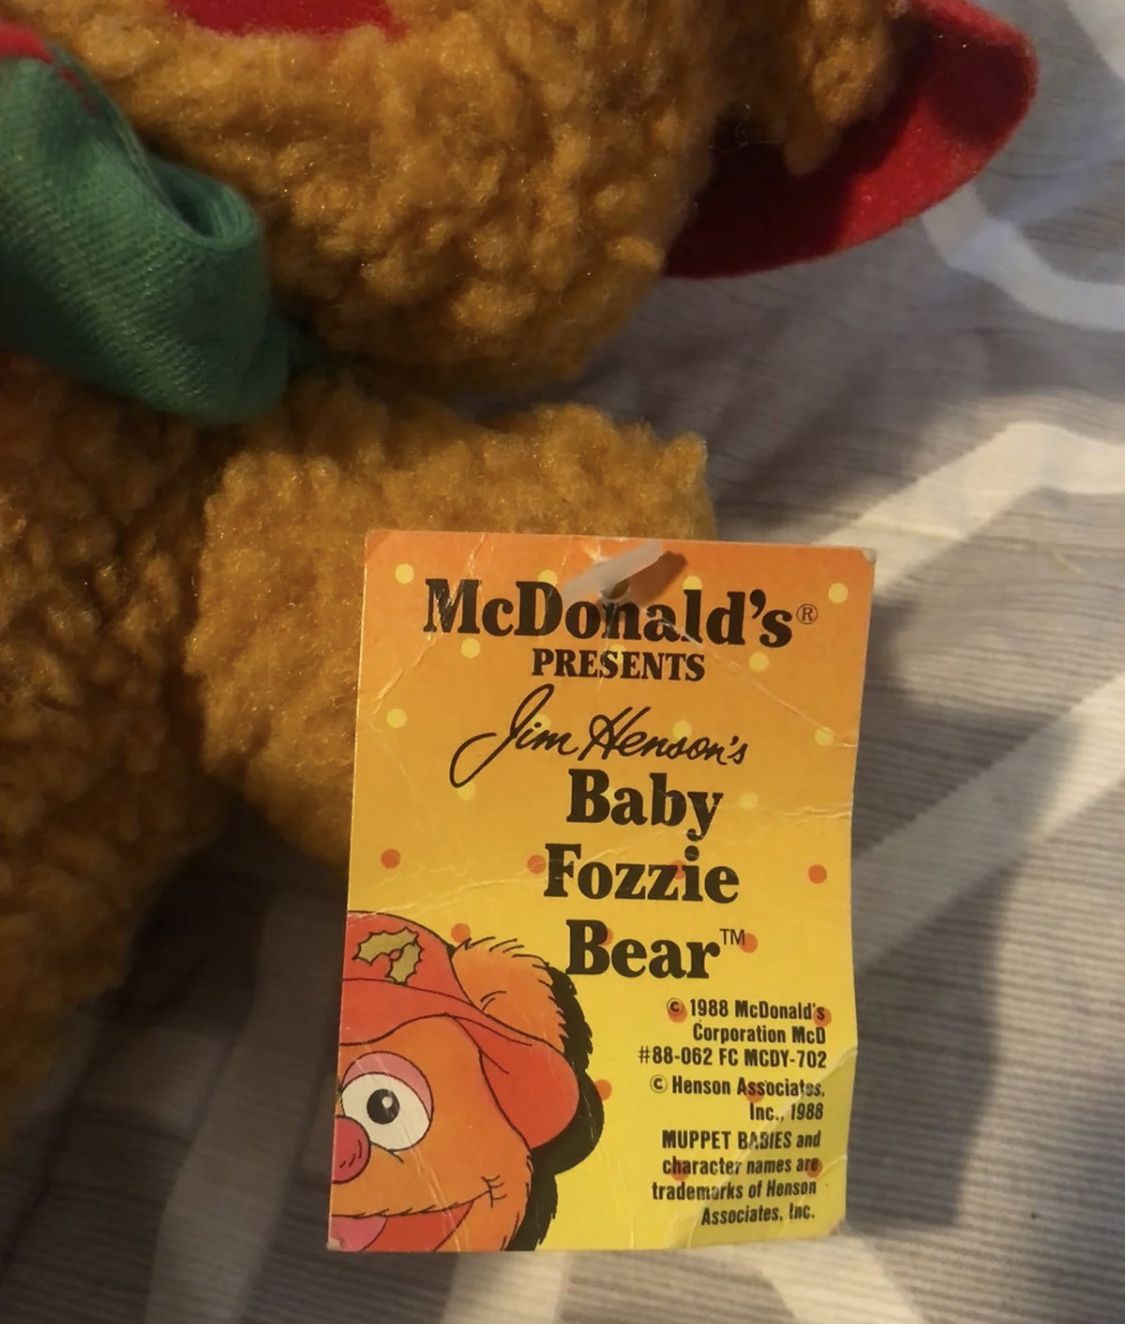 McDonald's®
PRESENTS
Jim Henson's
Baby
Fozzie
Bear™
© 1988 McDonald's
Corporation McD
#88-062 FC MCDY-702
© Henson Associates,
Inc., 1988
MUPPET BABIES and
character names are
trademarks of Henson
Associates, Inc.